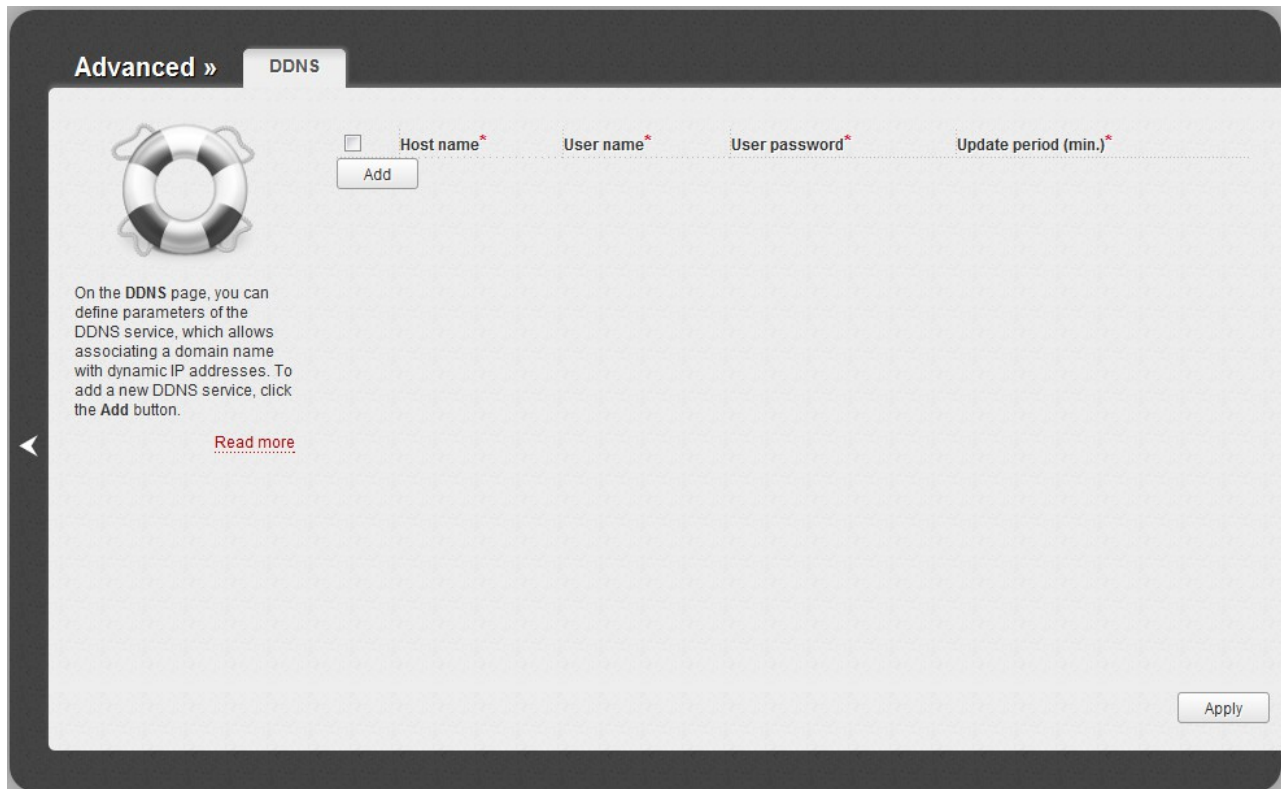 Advanced »
DDNS
Host name* User name* User password* Update period (min.)*
Add
On the DDNS page, you can
define parameters of the
DDNS service, which allows
associating a domain name
with dynamic IP addresses. To
add a new DDNS service, click
the Add button.
Read more
Apply